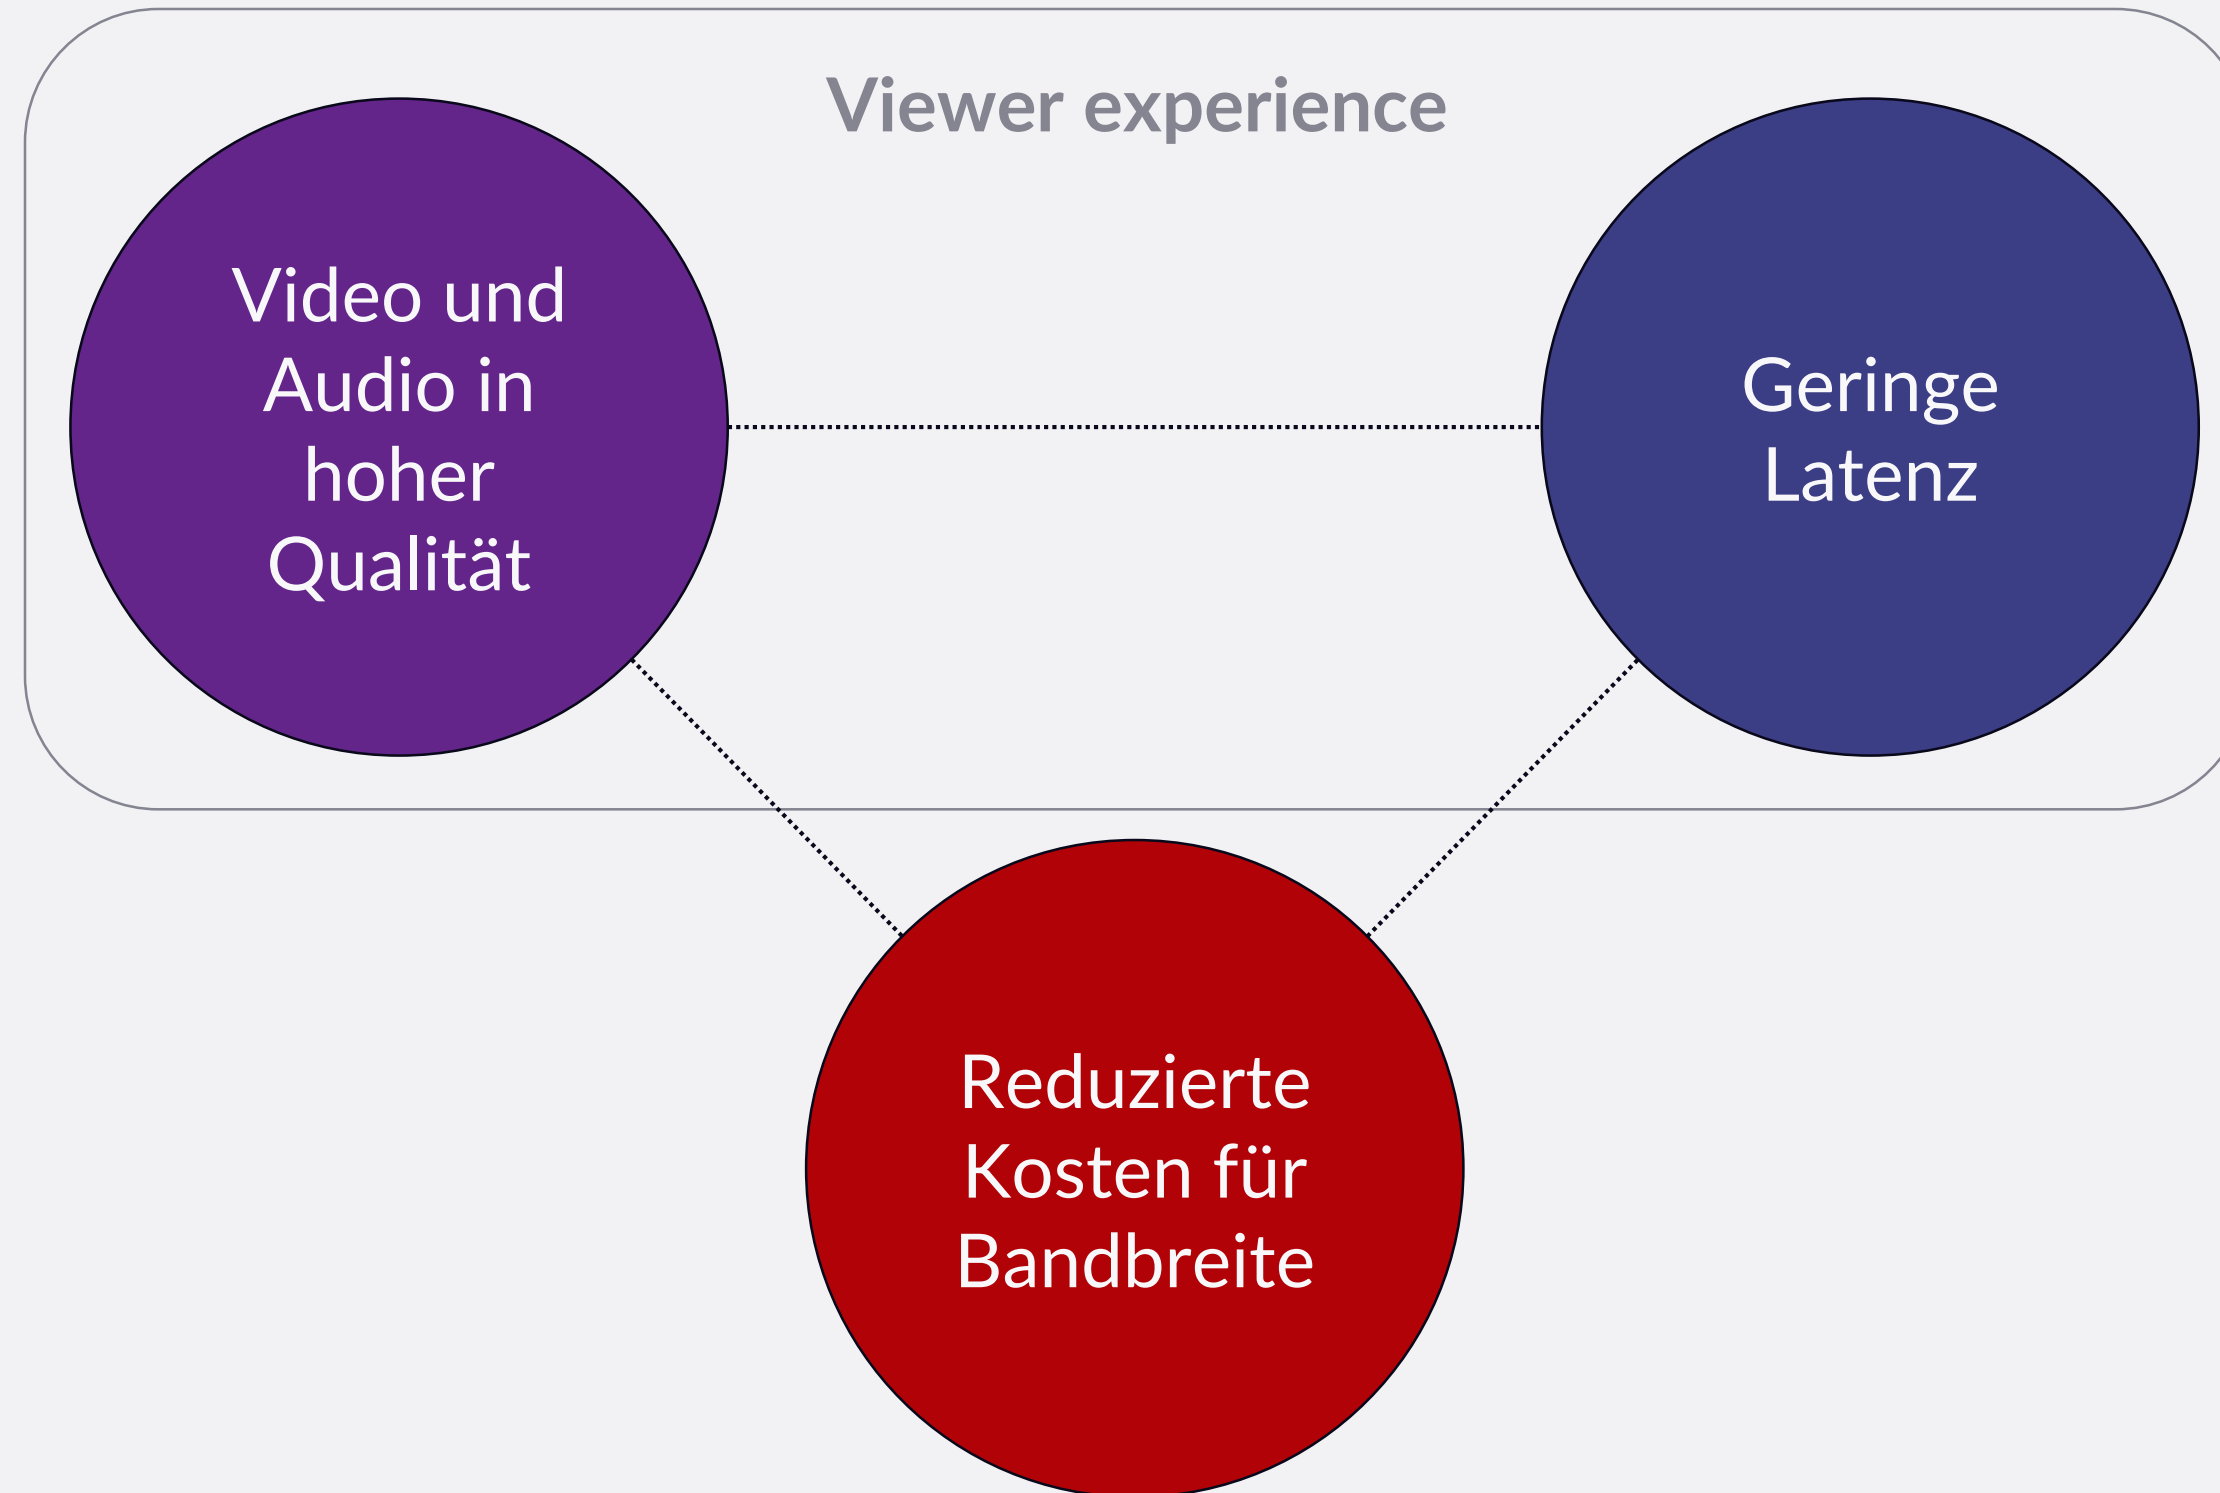 Viewer experience
Video und
Audio in
hoher
Qualität
Geringe
Latenz
Reduzierte
Kosten für
Bandbreite